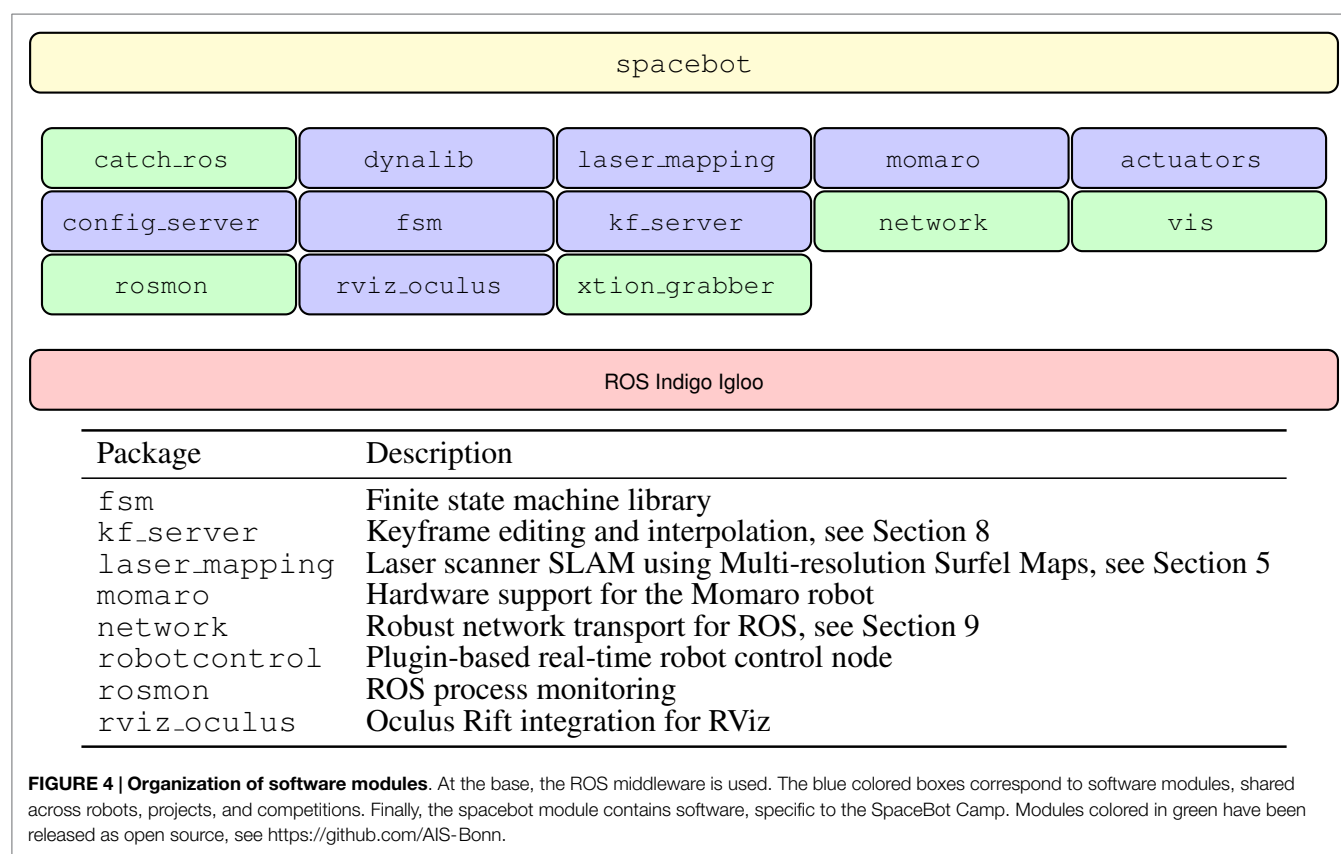 spacebot
catch_ros dynalib laser_mapping momaro actuators
config_server fsm kf_server network vis
rosmon rviz_oculus xtion_grabber
ROS Indigo Igloo
Package Description
fsm Finite state machine library
kf_server Keyframe editing and interpolation, see Section 8
laser_mapping Laser scanner SLAM using Multi-resolution Surfel Maps, see Section 5
momaro Hardware support for the Momaro robot
network Robust network transport for ROS, see Section 9
robotcontrol Plugin-based real-time robot control node
rosmon ROS process monitoring
rviz_oculus Oculus Rift integration for RViz
FIGURE 4 | Organization of software modules. At the base, the ROS middleware is used. The blue colored boxes correspond to software modules, shared
across robots, projects, and competitions. Finally, the spacebot module contains software, specific to the SpaceBot Camp. Modules colored in green have been
released as open source, see https://github.com/AIS-Bonn.